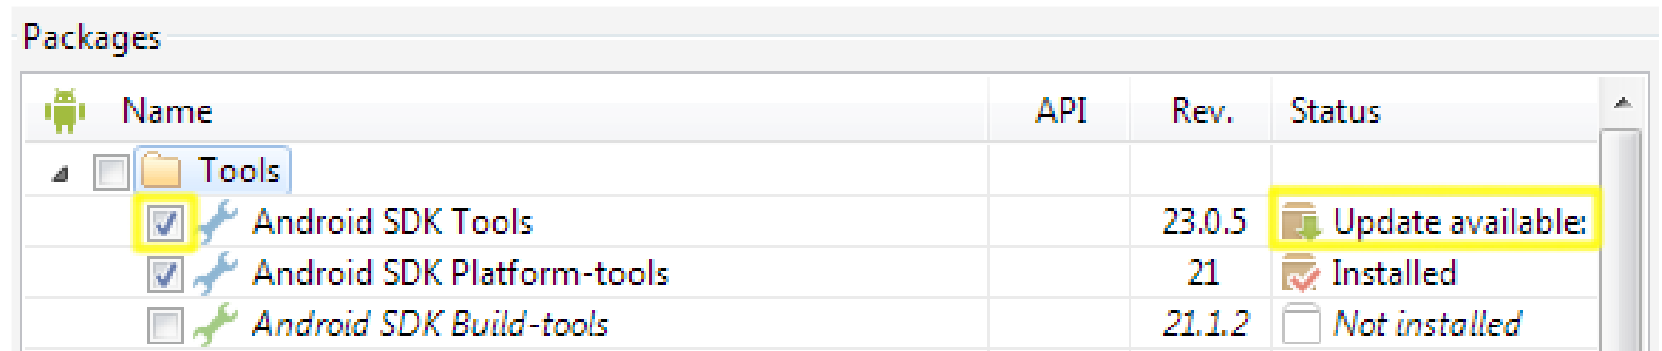 Packages
Name API Rev. Status
Tools
Android SDK Tools 23.0.5 Update available:
Android SDK Platform-tools 21 Installed
Android SDK Build-tools 21.1.2 Not installed